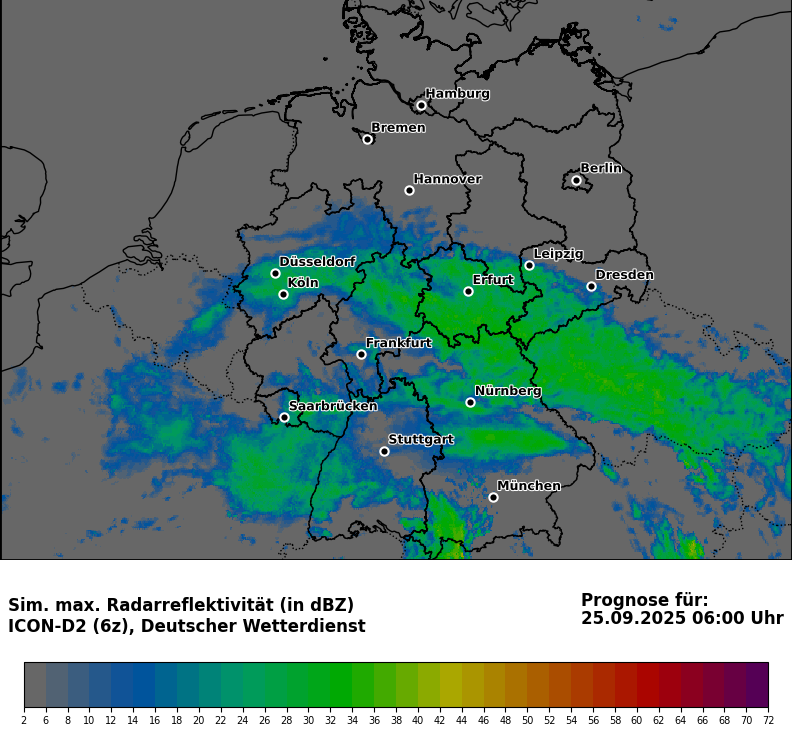 Hamburg
Bremen
Berlin
Hannover
Leipzig
Düsseldorf
Dresden
Köln
Erfurt
Frankfurt
Nürnberg
Saarbrücken
Stuttgart
München
Sim. max. Radarreflektivität (in dBZ)
ICON-D2 (6z), Deutscher Wetterdienst
Prognose für:
25.09.2025 06:00 Uhr
2 6 8 10 12 14 16 18 20 22 24 26 28 30 32 34 36 38 40 42 44 46 48 50 52 54 56 58 60 62 64 66 68 70 72